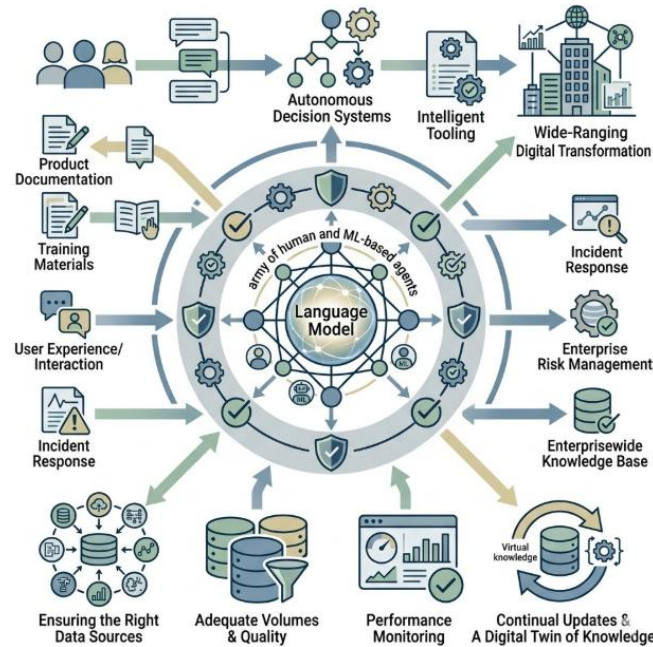 Autonomous
Decision Systems
Intelligent
Tooling
Wide-Ranging
Digital Transformation
Product
Documentation
Training
Materials
User Experience/
Interaction
Incident
Response
army of human and ML-based agents
Language
Model
ML
Incident
Response
Enterprise
Risk Management
Enterprisewide
Knowledge Base
Ensuring the Right
Data Sources
Adequate Volumes
& Quality
Performance
Monitoring
Virtual
knowledge
Continual Updates &
A Digital Twin of Knowledge